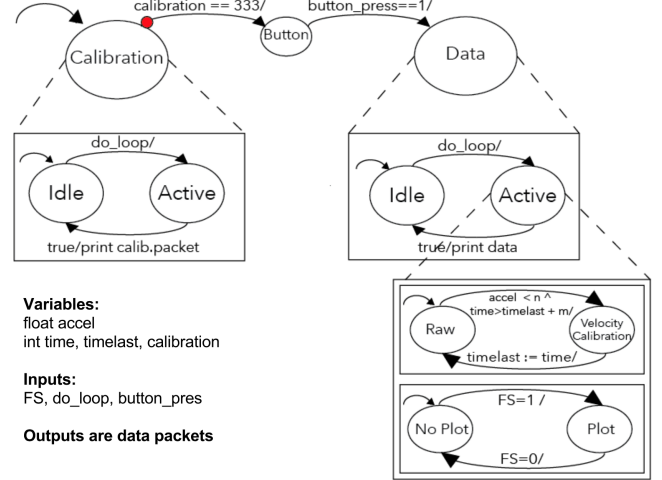 calibration == 333/
button_press==1/
Calibration
Button
Data
do_loop/
Idle
Active
true/print calib.packet
do_loop/
Idle
Active
true/print data
accel < n ^
time>timelast + m/
Raw
Velocity
Calibration
timelast := time/
FS=1 /
No Plot
Plot
FS=0/
Variables:
float accel
int time, timelast, calibration
Inputs:
FS, do_loop, button_pres
Outputs are data packets